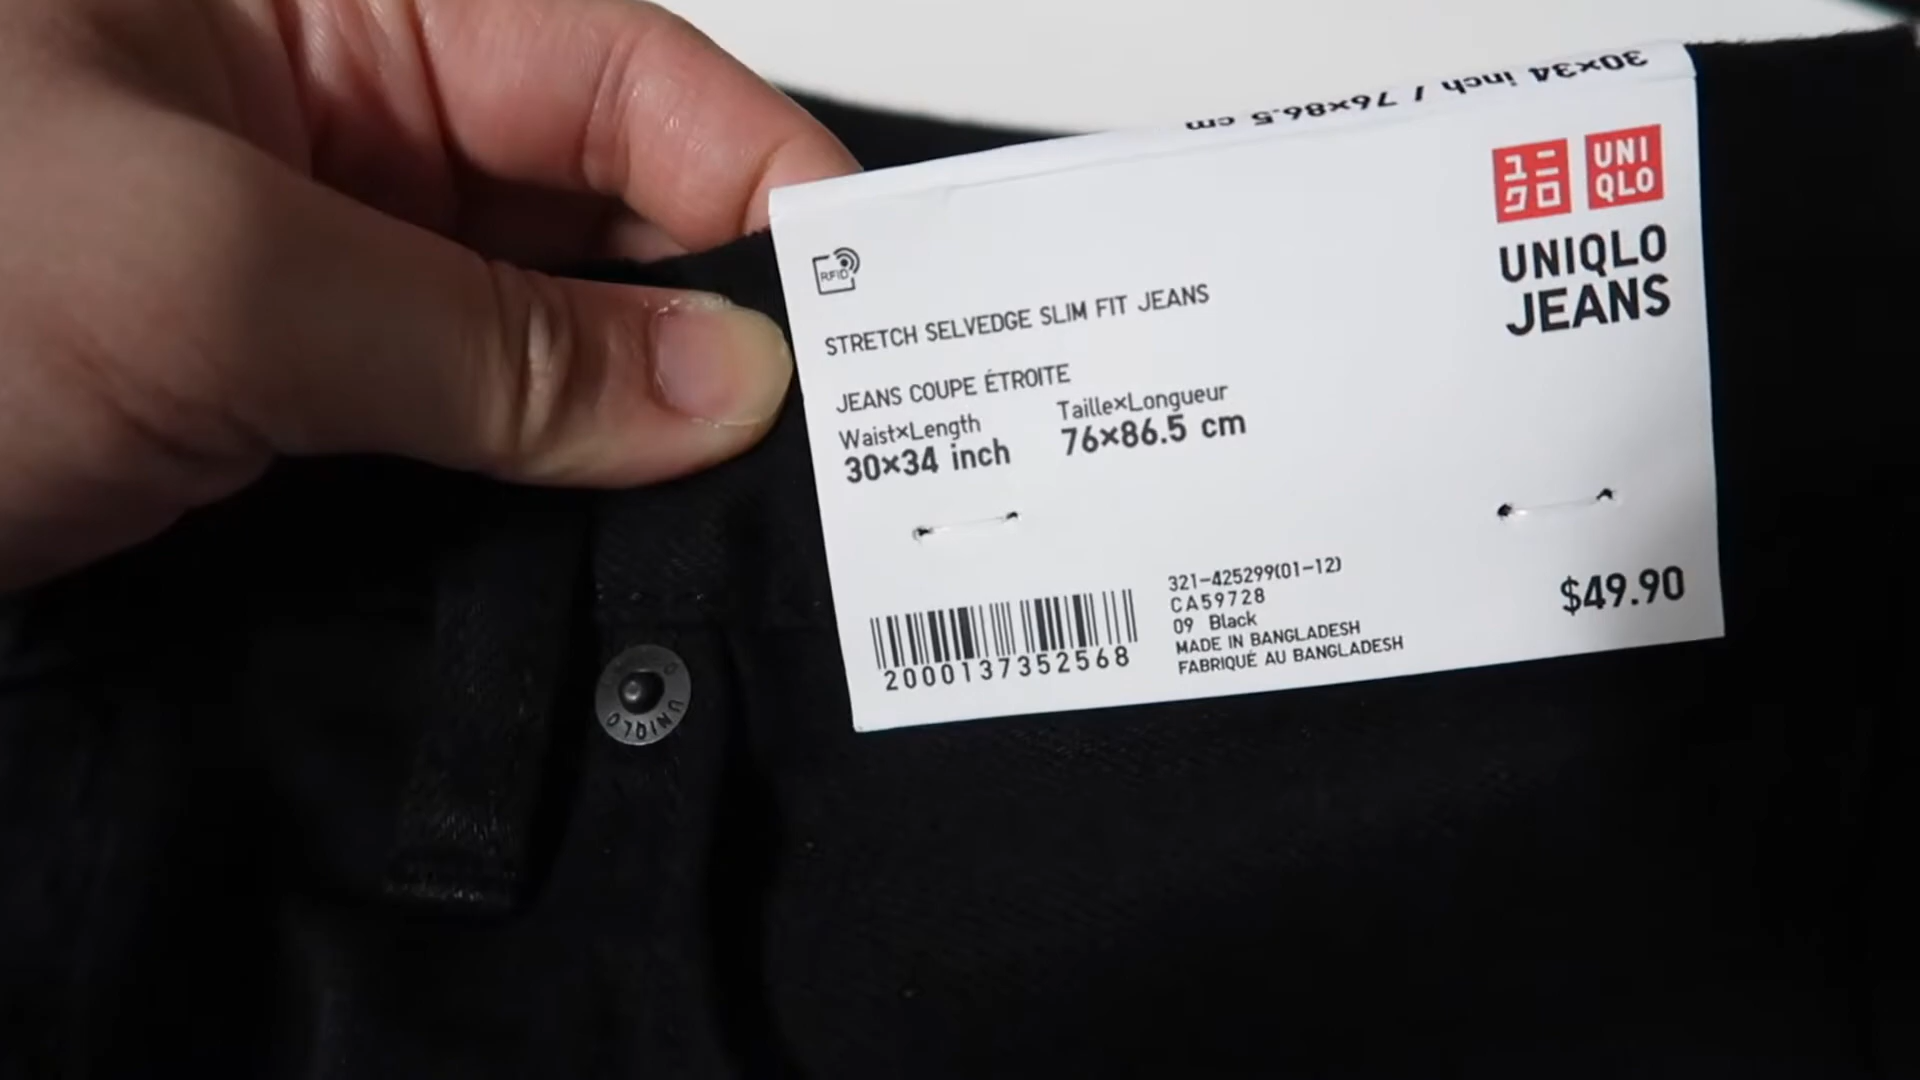 30×34 inch / 76×86.5 cm
ユニ
クロ
UNI
QLO
UNIQLO
JEANS
RFID
STRETCH SELVEDGE SLIM FIT JEANS
JEANS COUPE ÉTROITE
Waist×Length
30×34 inch
Taille×Longueur
76×86.5 cm
321-425299(01-12)
CA59728
09 Black
MADE IN BANGLADESH
FABRIQUÉ AU BANGLADESH
2000137352568
$49.90
UNIQLO